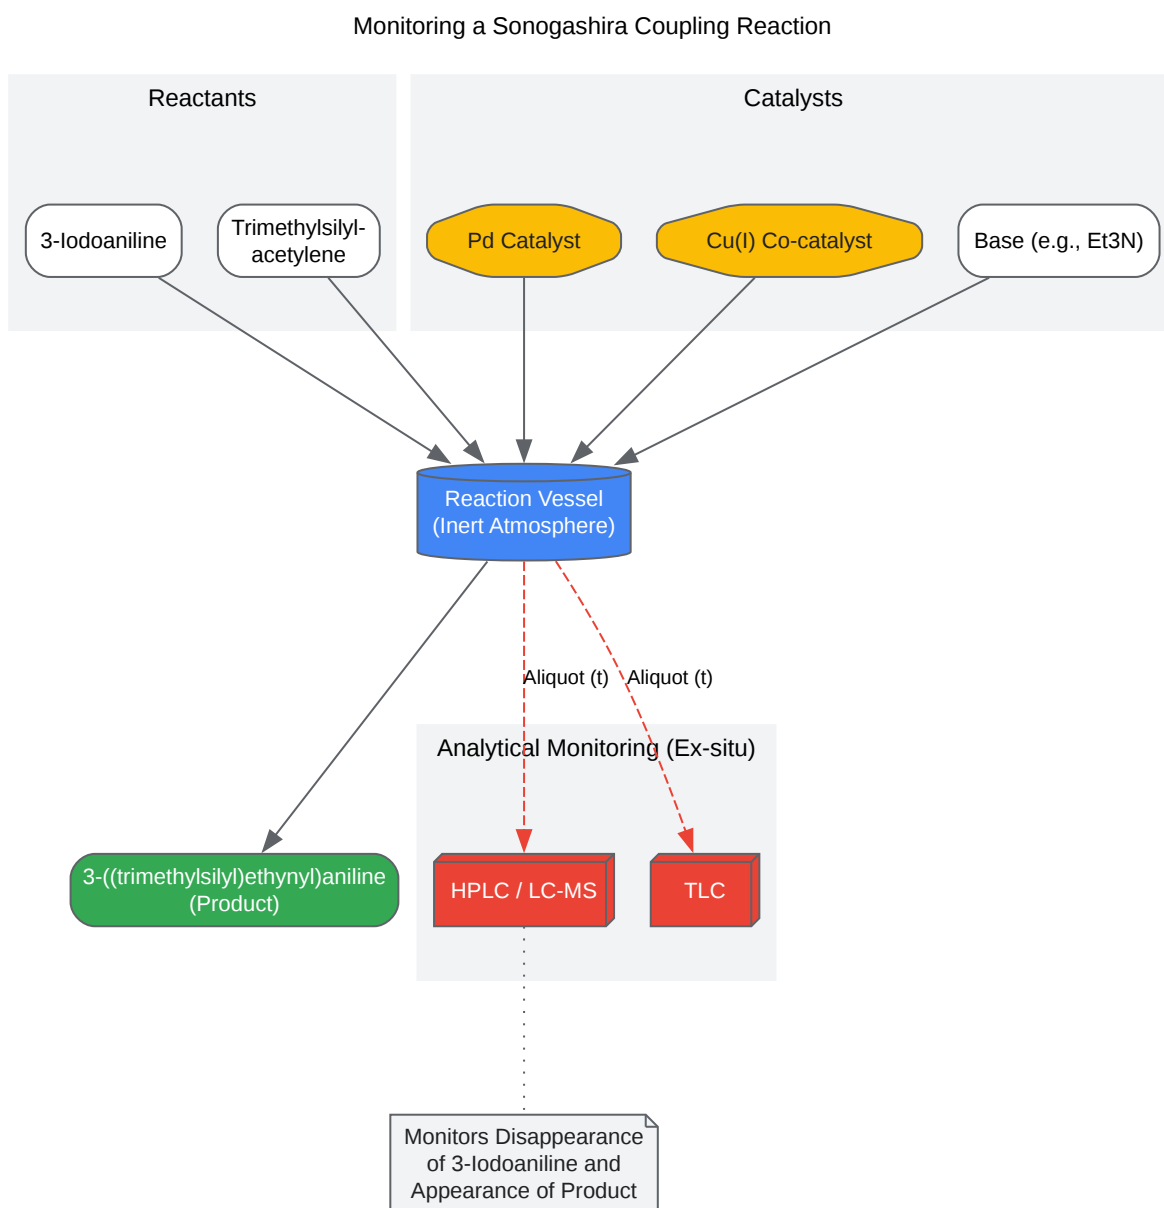 Monitoring a Sonogashira Coupling Reaction
Reactants
Catalysts
3-Iodoaniline
Trimethylsilyl-
acetylene
Pd Catalyst
Cu(I) Co-catalyst
Base (e.g., Et3N)
Reaction Vessel
(Inert Atmosphere)
Aliquot (t)
Aliquot (t)
Analytical Monitoring (Ex-situ)
3-((trimethylsilyl)ethynyl)aniline
(Product)
HPLC / LC-MS
TLC
Monitors Disappearance
of 3-Iodoaniline and
Appearance of Product